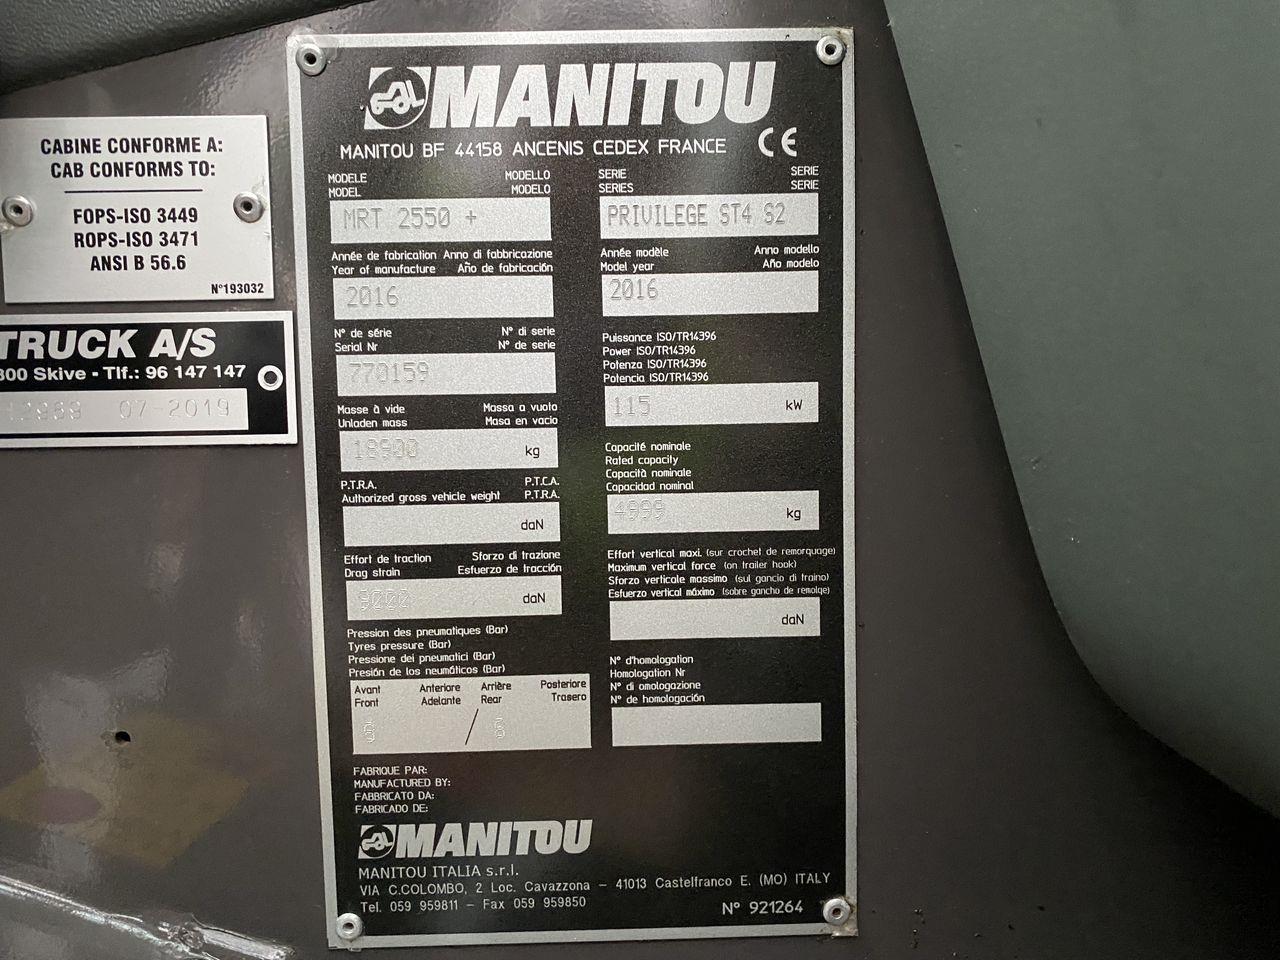 CABINE CONFORME A:
CAB CONFORMS TO:
FOPS-ISO 3449
ROPS-ISO 3471
ANSI B 56.6
N°193032
TRUCK A/S
800 Skive - Tlf.: 96 147 147
07-2019
MANITOU
MANITOU BF 44158 ANCENIS CEDEX FRANCE CE
MODELE MODELLO
MODEL MODELO
MRT 2550 +
SERIE SERIE
SERIES SERIE
PRIVILEGE ST4 S2
Année de fabrication Anno di fabbricazione
Year of manufacture Año de fabricación
2016
Année modèle Anno modello
Model year Año modelo
2016
N° de série N° di serie
Serial Nr N° de serie
770159
Puissance ISO/TR14396
Power ISO/TR14396
Potenza ISO/TR14396
Potencia ISO/TR14396
115 kW
Masse à vide Massa a vuoto
Unladen mass Masa en vacio
18900 kg
Capacité nominale
Rated capacity
Capacità nominale
Capacidad nominal
4999 kg
P.T.R.A. P.T.C.A.
Authorized gross vehicle weight P.T.R.A.
daN
Effort de traction Sforzo di trazione
Drag strain Esfuerzo de tracción
9000 daN
Effort vertical maxi. (sur crochet de remorquage)
Maximum vertical force (on trailer hook)
Sforzo verticale massimo (sul gancio di traino)
Esfuerzo vertical máximo (sobre gancho de remolqe)
daN
Pression des pneumatiques (Bar)
Tyres pressure (Bar)
Pressione dei pneumatici (Bar)
Presión de los neumáticos (Bar)
Avant Anteriore Arrière Posteriore
Front Adelante Rear Trasero
/
N° d'homologation
Homologation Nr
N° di omologazione
N° de homologación
FABRIQUE PAR:
MANUFACTURED BY:
FABBRICATO DA:
FABRICADO DE:
MANITOU
MANITOU ITALIA s.r.l.
VIA C.COLOMBO, 2 Loc. Cavazzona - 41013 Castelfranco E. (MO) ITALY
Tel. 059 959811 - Fax 059 959850
N° 921264